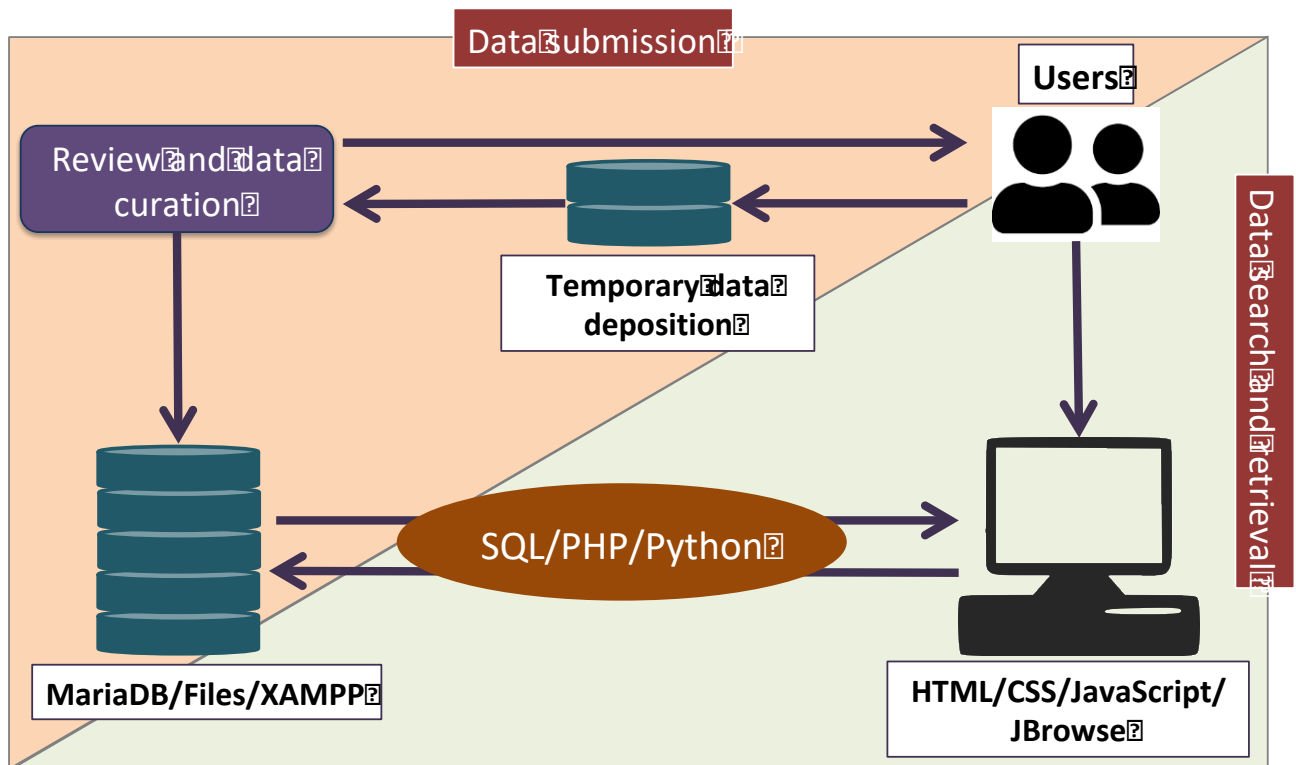 Data submission
Users
Review and data
curation
Temporary data
deposition
Data search and retrieval
SQL/PHP/Python
MariaDB/Files/XAMPP
HTML/CSS/JavaScript/
JBrowse